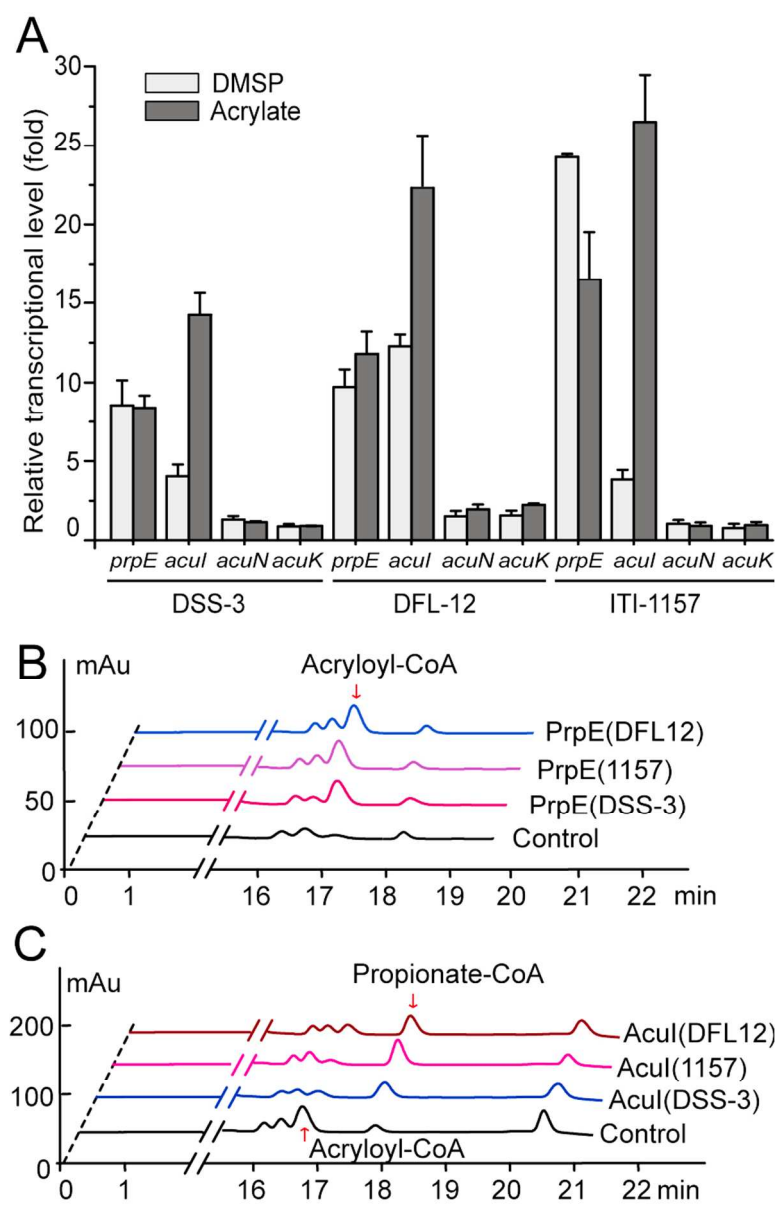 A
Relative transcriptional level (fold)
30
25
20
15
10
5
0
DMSP
Acrylate
prpE acuI acuN acuK prpE acuI acuN acuK prpE acuI acuN acuK
DSS-3 DFL-12 ITI-1157
B
mAu
Acryloyl-CoA
100
50
0
PrpE(DFL12)
PrpE(1157)
PrpE(DSS-3)
Control
0 1 16 17 18 19 20 21 22 min
C
mAu
Propionate-CoA
200
100
0
AcuI(DFL12)
AcuI(1157)
AcuI(DSS-3)
Control
Acryloyl-CoA
0 1 16 17 18 19 20 21 22 min